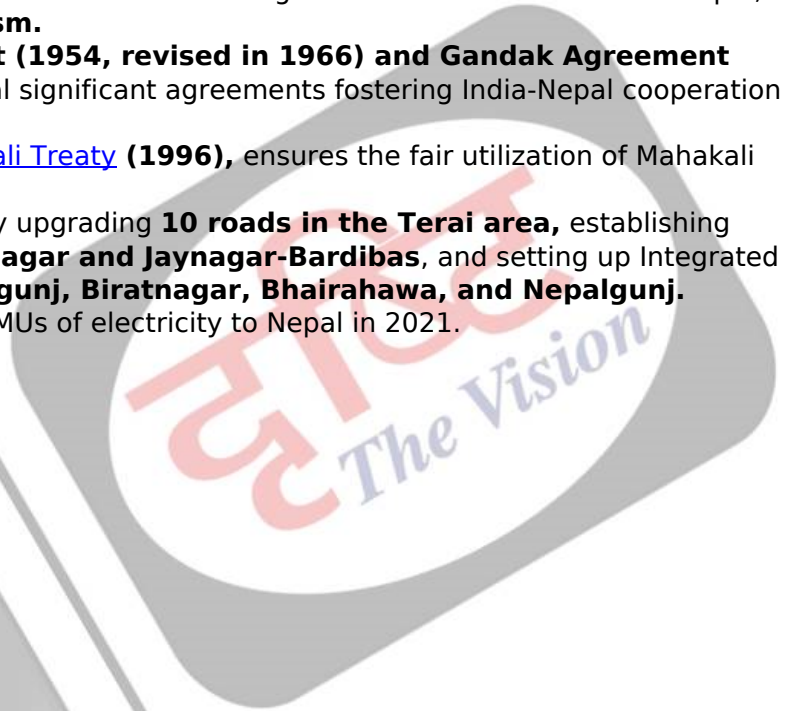 sm.
t (1954, revised in 1966) and Gandak Agreement
al significant agreements fostering India-Nepal cooperation
ali Treaty (1996), ensures the fair utilization of Mahakali
y upgrading 10 roads in the Terai area, establishing
agar and Jaynagar-Bardibas, and setting up Integrated
gunj, Biratnagar, Bhairahawa, and Nepalgunj.
MUs of electricity to Nepal in 2021.
दृष्टि
The Vision